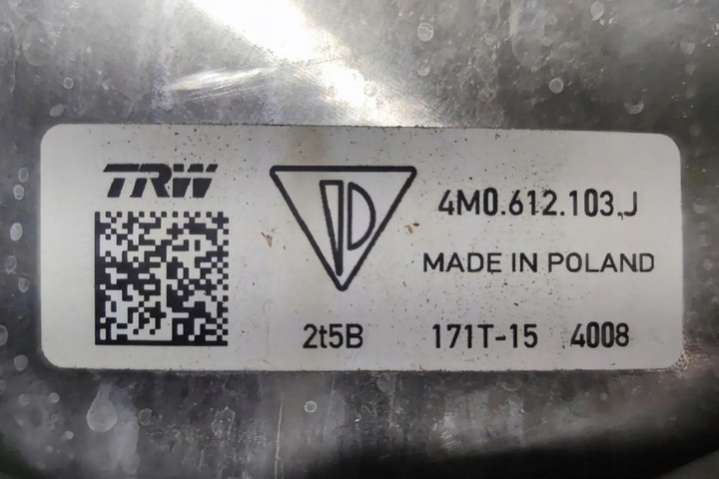 TRW
4M0.612.103.J
MADE IN POLAND
2t5B 171T-15 4008